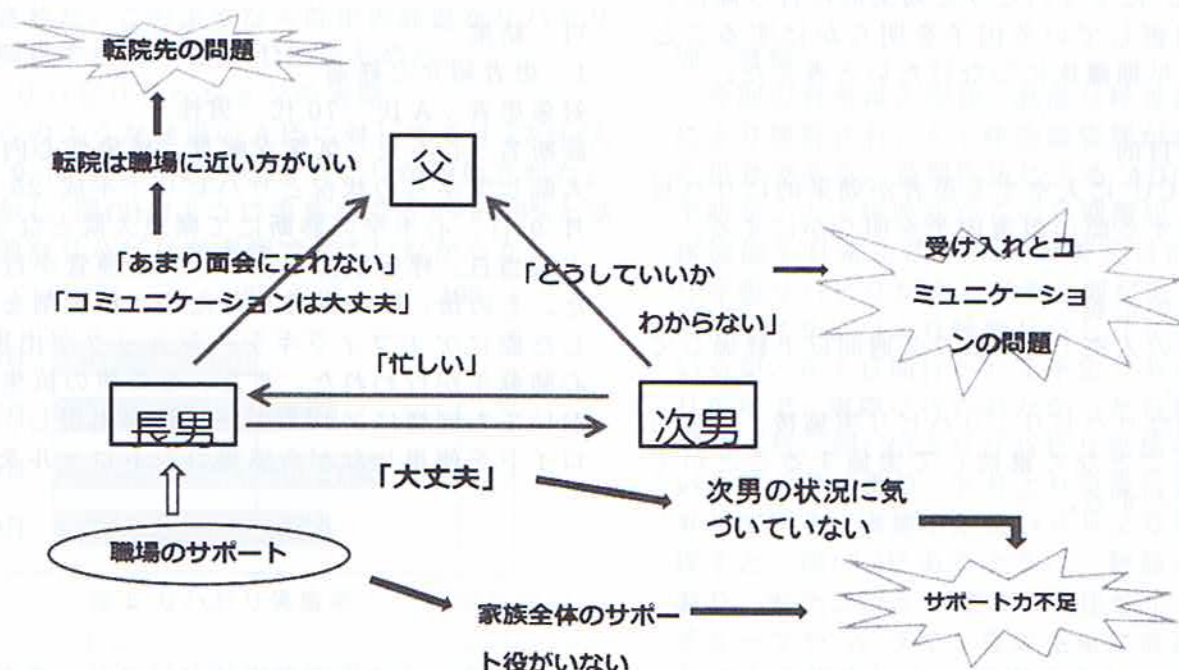 転院先の問題
転院は職場に近い方がいい
父
「あまり面会にこれない」
「コミュニケーションは大丈夫」
「どうしていいか
わからない」
受け入れとコ
ミュニケーショ
ンの問題
「忙しい」
長男
次男
「大丈夫」
次男の状況に気
づいていない
職場のサポート
家族全体のサポー
ト役がいない
サポート力不足